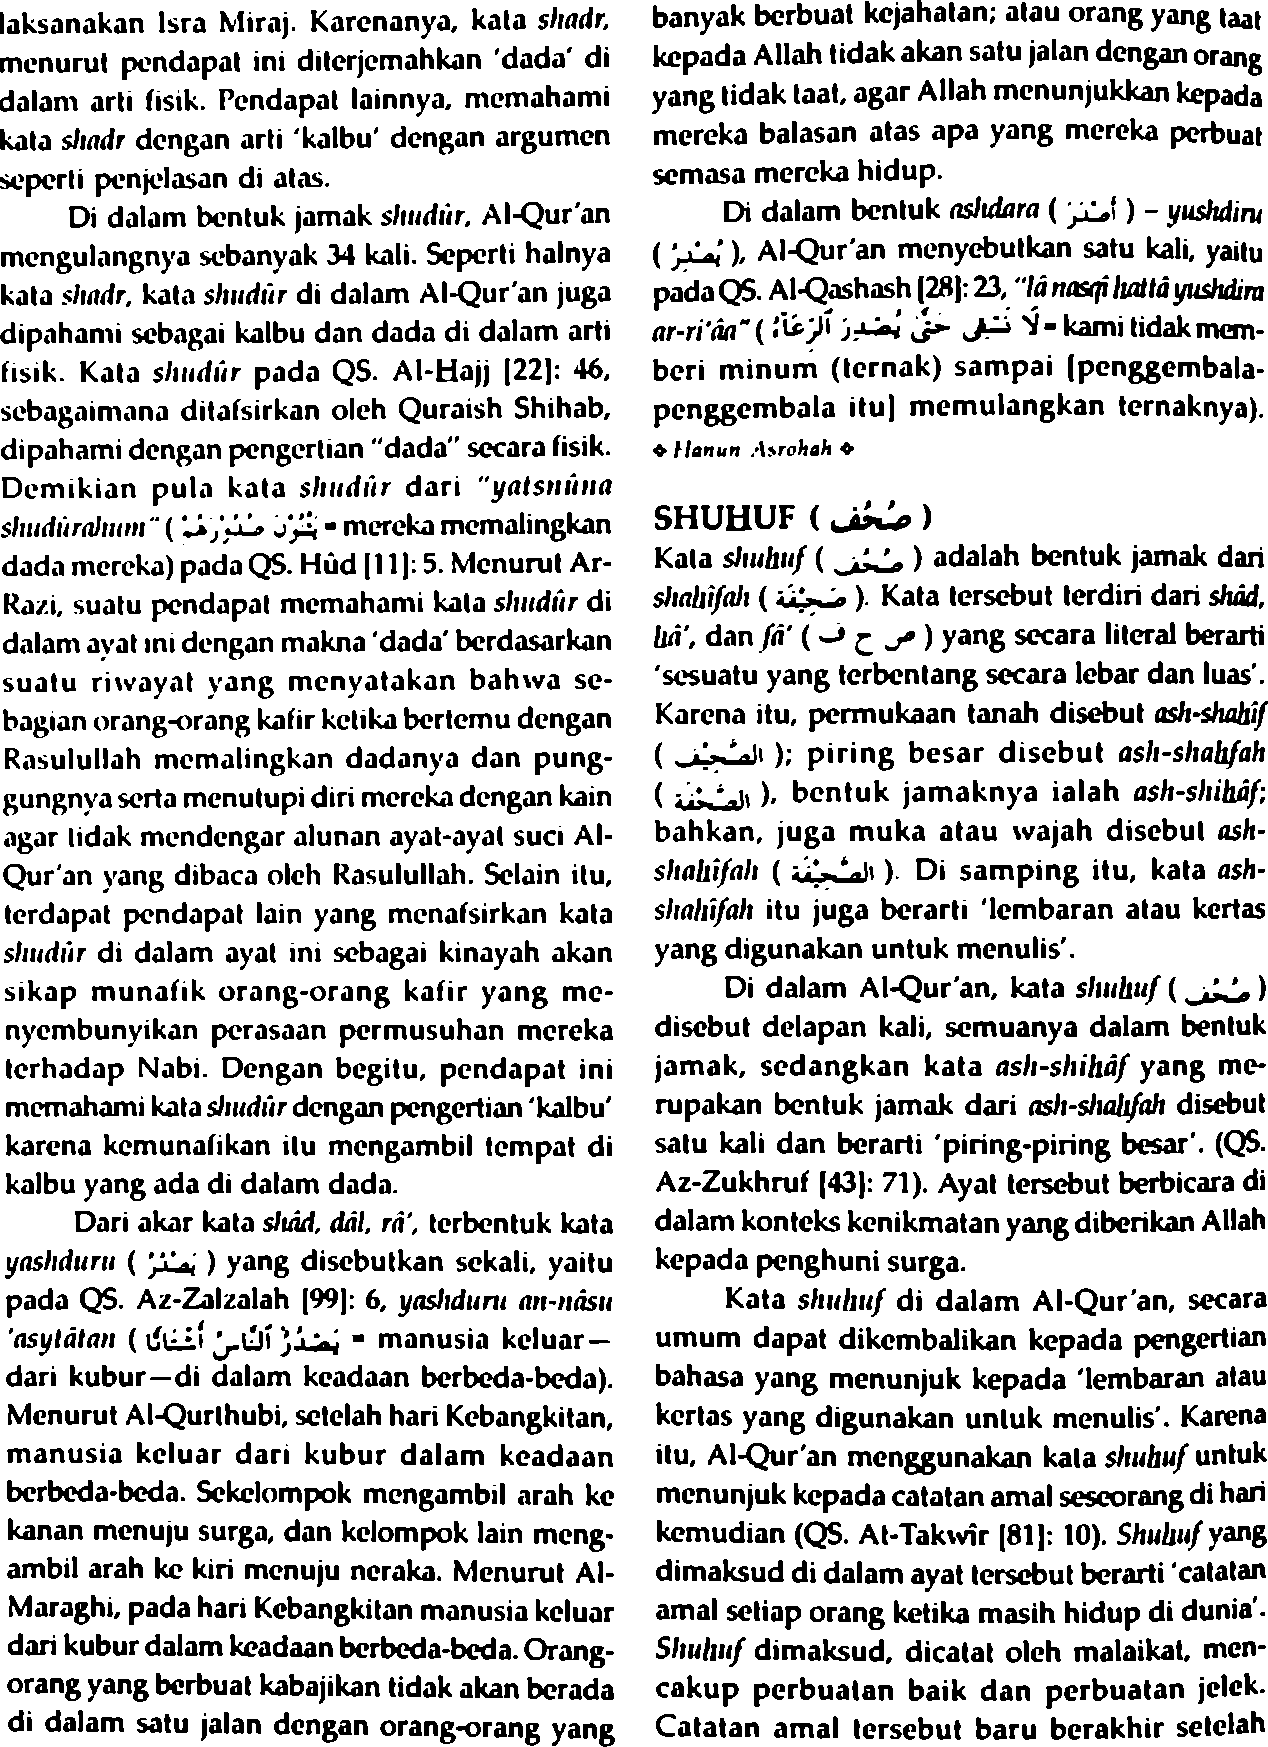 laksanakan Isra Miraj. Karenanya, kata shadr,
menurut pendapat ini diterjemahkan 'dada' di
dalam arti fisik. Pendapat lainnya, memahami
kata shadr dengan arti 'kalbu' dengan argumen
seperti penjelasan di atas.
Di dalam bentuk jamak shudûr, Al-Qur'an
mengulangnya sebanyak 34 kali. Seperti halnya
kata shadr, kata shudûr di dalam Al-Qur'an juga
dipahami sebagai kalbu dan dada di dalam arti
fisik. Kata shudûr pada QS. Al-Hajj [22]: 46,
sebagaimana ditafsirkan oleh Quraish Shihab,
dipahami dengan pengertian "dada" secara fisik.
Demikian pula kata shudûr dari "yatsnûna
shudûrahum" ( يَثْنُونَ صُدُورَهُمْ = mereka memalingkan
dada mereka) pada QS. Hûd [11]: 5. Menurut Ar-
Razi, suatu pendapat memahami kata shudûr di
dalam ayat ini dengan makna 'dada' berdasarkan
suatu riwayat yang menyatakan bahwa se-
bagian orang-orang kafir ketika bertemu dengan
Rasulullah memalingkan dadanya dan pung-
gungnya serta menutupi diri mereka dengan kain
agar tidak mendengar alunan ayat-ayat suci Al-
Qur'an yang dibaca oleh Rasulullah. Selain itu,
terdapat pendapat lain yang menafsirkan kata
shudûr di dalam ayat ini sebagai kinayah akan
sikap munafik orang-orang kafir yang me-
nyembunyikan perasaan permusuhan mereka
terhadap Nabi. Dengan begitu, pendapat ini
memahami kata shudûr dengan pengertian 'kalbu'
karena kemunafikan itu mengambil tempat di
kalbu yang ada di dalam dada.
Dari akar kata shâd, dâl, râ', terbentuk kata
yashduru ( يَصْدُرُ ) yang disebutkan sekali, yaitu
pada QS. Az-Zalzalah [99]: 6, yashduru an-nâsu
'asytâtan ( يَصْدُرُ ٱلنَّاسُ أَشْتَاتًا = manusia keluar—
dari kubur—di dalam keadaan berbeda-beda).
Menurut Al-Qurthubi, setelah hari Kebangkitan,
manusia keluar dari kubur dalam keadaan
berbeda-beda. Sekelompok mengambil arah ke
kanan menuju surga, dan kelompok lain meng-
ambil arah ke kiri menuju neraka. Menurut Al-
Maraghi, pada hari Kebangkitan manusia keluar
dari kubur dalam keadaan berbeda-beda. Orang-
orang yang berbuat kabajikan tidak akan berada
di dalam satu jalan dengan orang-orang yang
banyak berbuat kejahatan; atau orang yang taat
kepada Allah tidak akan satu jalan dengan orang
yang tidak taat, agar Allah menunjukkan kepada
mereka balasan atas apa yang mereka perbuat
semasa mereka hidup.
Di dalam bentuk ashdara ( أَصْدَرَ ) – yushdiru
( يُصْدِرُ ), Al-Qur'an menyebutkan satu kali, yaitu
pada QS. Al-Qashash [28]: 23, "lâ nasqî hattâ yushdira
ar-ri'âa" ( لَا نَسْقِى حَتَّىٰ يُصْدِرَ ٱلرِّعَآءُ = kami tidak mem-
beri minum (ternak) sampai [penggembala-
penggembala itu] memulangkan ternaknya).
❖ Hanun Asrohah ❖
SHUHUF ( صُحُف )
Kata shuhuf ( صُحُف ) adalah bentuk jamak dari
shahîfah ( صَحِيْفَة ). Kata tersebut terdiri dari shâd,
hâ', dan fâ' ( ص ح ف ) yang secara literal berarti
'sesuatu yang terbentang secara lebar dan luas'.
Karena itu, permukaan tanah disebut ash-shahîf
( الصَّحِيْف ); piring besar disebut ash-shahfah
( الصَّحْفَة ), bentuk jamaknya ialah ash-shihâf;
bahkan, juga muka atau wajah disebut ash-
shahîfah ( الصَّحِيْفَة ). Di samping itu, kata ash-
shahîfah itu juga berarti 'lembaran atau kertas
yang digunakan untuk menulis'.
Di dalam Al-Qur'an, kata shuhuf ( صُحُف )
disebut delapan kali, semuanya dalam bentuk
jamak, sedangkan kata ash-shihâf yang me-
rupakan bentuk jamak dari ash-shahfah disebut
satu kali dan berarti 'piring-piring besar'. (QS.
Az-Zukhruf [43]: 71). Ayat tersebut berbicara di
dalam konteks kenikmatan yang diberikan Allah
kepada penghuni surga.
Kata shuhuf di dalam Al-Qur'an, secara
umum dapat dikembalikan kepada pengertian
bahasa yang menunjuk kepada 'lembaran atau
kertas yang digunakan untuk menulis'. Karena
itu, Al-Qur'an menggunakan kata shuhuf untuk
menunjuk kepada catatan amal seseorang di hari
kemudian (QS. At-Takwîr [81]: 10). Shuhuf yang
dimaksud di dalam ayat tersebut berarti 'catatan
amal setiap orang ketika masih hidup di dunia'.
Shuhuf dimaksud, dicatat oleh malaikat, men-
cakup perbuatan baik dan perbuatan jelek.
Catatan amal tersebut baru berakhir setelah